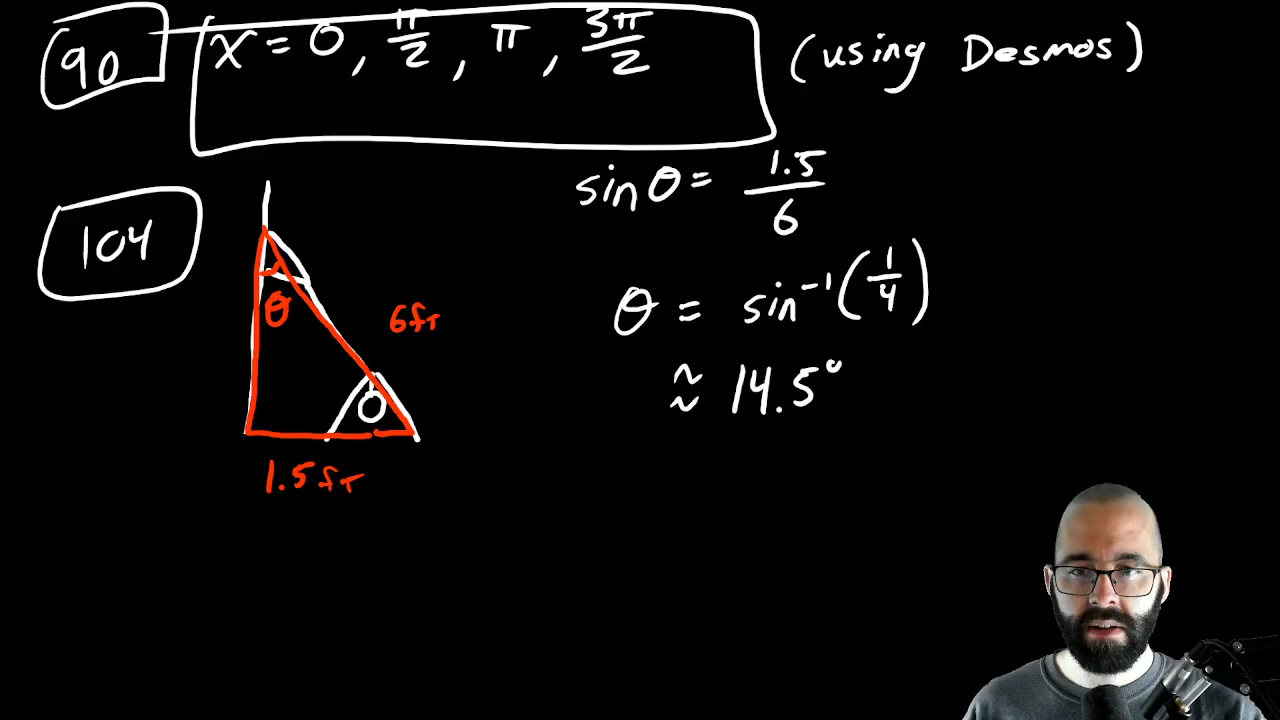 90
x = 0, π/2, π, 3π/2 (using Desmos)
104
sin θ = 1.5/6
θ = sin⁻¹(1/4)
≈ 14.5°
θ
6ft
θ
1.5ft